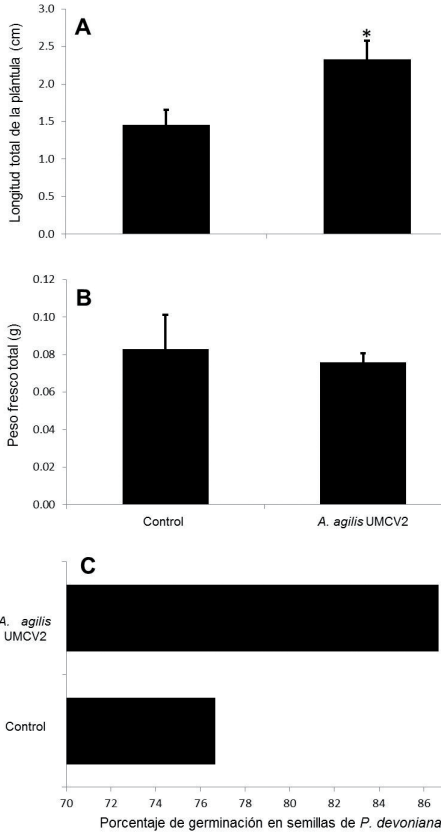 A
Longitud total de la plántula (cm)
3.0
2.5
2.0
1.5
1.0
0.5
0.0
*
B
Peso fresco total (g)
0.12
0.10
0.08
0.06
0.04
0.02
0.00
Control
A. agilis UMCV2
C
A. agilis
UMCV2
Control
70
72
74
76
78
80
82
84
86
Porcentaje de germinación en semillas de P. devoniana